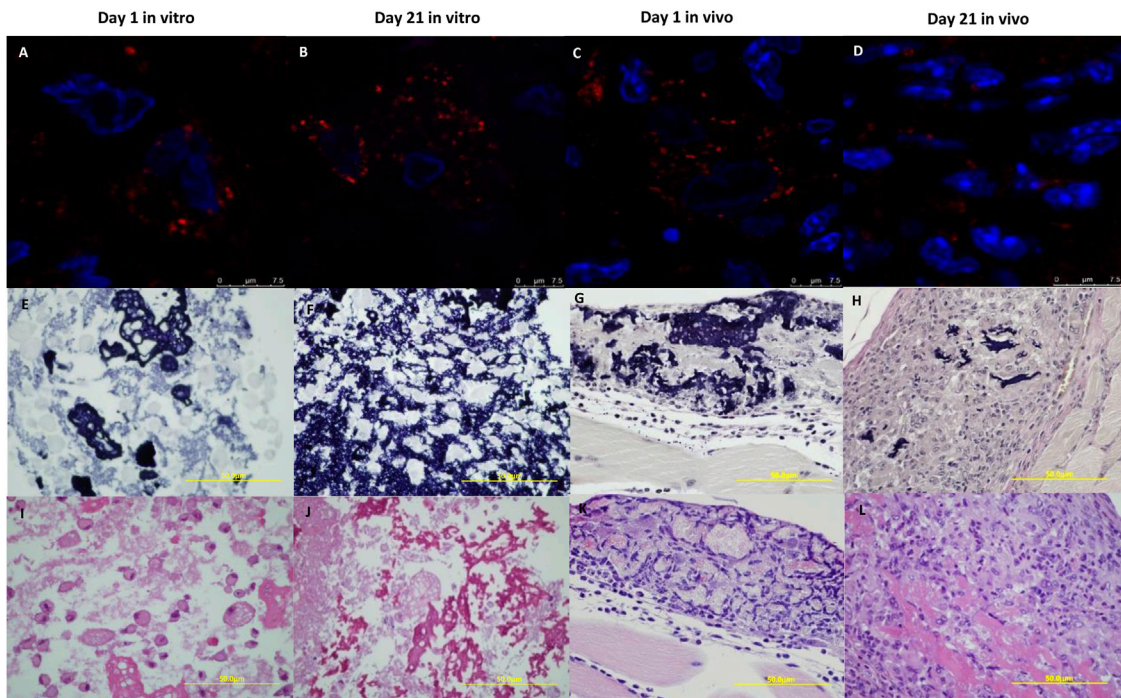 Day 1 in vitro Day 21 in vitro Day 1 in vivo Day 21 in vivo
A B C D
0 µm 7.5 0 µm 7.5 0 µm 7.5 0 µm 7.5
E F G H
50.0µm 50.0µm 50.0µm
I J K L
50.0µm 50.0µm 50.0µm 50.0µm